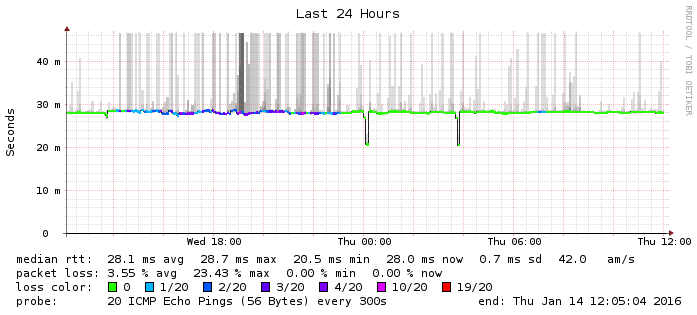 Last 24 Hours
RRDTOOL / TOBI OETIKER
Seconds
40 m
30 m
20 m
10 m
0
Wed 18:00 Thu 00:00 Thu 06:00 Thu 12:00
median rtt: 28.1 ms avg 28.7 ms max 20.5 ms min 28.0 ms now 0.7 ms sd 42.0 am/s
packet loss: 3.55 % avg 23.43 % max 0.00 % min 0.00 % now
loss color: 0 1/20 2/20 3/20 4/20 10/20 19/20
probe: 20 ICMP Echo Pings (56 Bytes) every 300s end: Thu Jan 14 12:05:04 2016